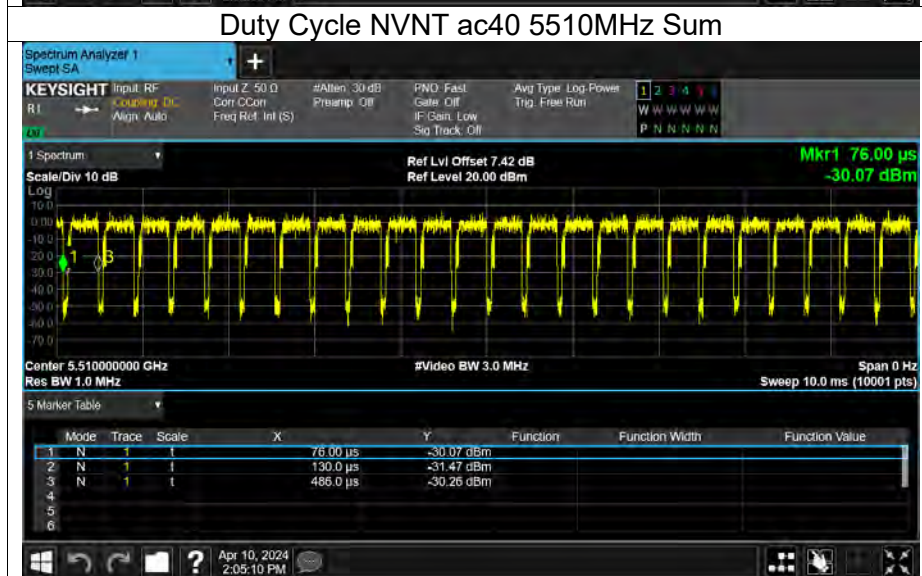 Duty Cycle NVNT ac40 5510MHz Sum
Spectrum Analyzer 1
Swept SA
+
KEYSIGHT Input: RF Input Z: 50 Ω #Atten: 30 dB PNO: Fast Avg Type: Log-Power 1 2 3 4 5 6
Coupling: DC Corr CCorr Preamp: Off Gate: Off Trig: Free Run W W W W W W
Align: Auto Freq Ref: Int (S) IF Gain: Low
Sig Track: Off P N N N N N
1 Spectrum
Ref Lvl Offset 7.42 dB Mkr1 76.00 µs
Scale/Div 10 dB Ref Level 20.00 dBm -30.07 dBm
Log
10.0
0.00
-10.0
-20.0 1 3
-30.0
-40.0
-50.0
-60.0
-70.0
Center 5.510000000 GHz #Video BW 3.0 MHz Span 0 Hz
Res BW 1.0 MHz Sweep 10.0 ms (10001 pts)
5 Marker Table
Mode Trace Scale X Y Function Function Width Function Value
1 N 1 t 76.00 µs -30.07 dBm
2 N 1 t 130.0 µs -31.47 dBm
3 N 1 t 486.0 µs -30.26 dBm
4
5
6
? Apr 10, 2024
2:05:10 PM